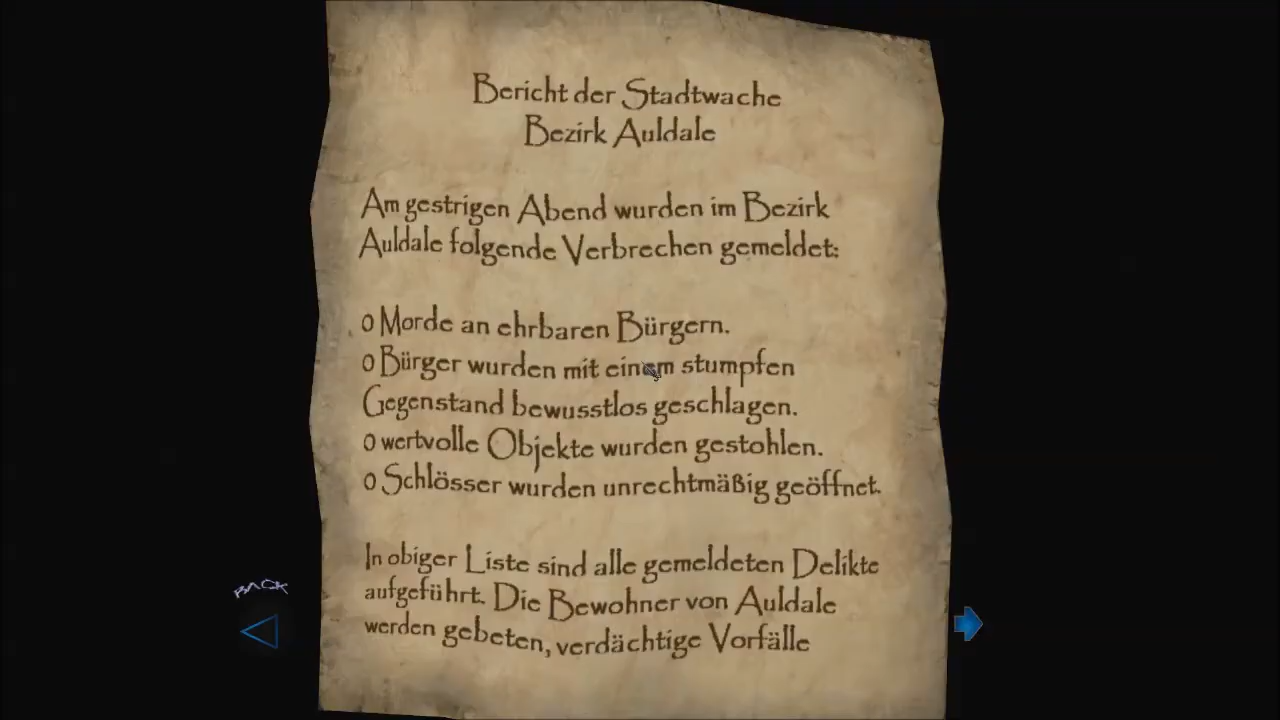 Bericht der Stadtwache
Bezirk Auldale
Am gestrigen Abend wurden im Bezirk
Auldale folgende Verbrechen gemeldet:
0 Morde an ehrbaren Bürgern.
0 Bürger wurden mit einem stumpfen
Gegenstand bewusstlos geschlagen.
0 wertvolle Objekte wurden gestohlen.
0 Schlösser wurden unrechtmäßig geöffnet.
In obiger Liste sind alle gemeldeten Delikte
aufgeführt. Die Bewohner von Auldale
werden gebeten, verdächtige Vorfälle
BACK